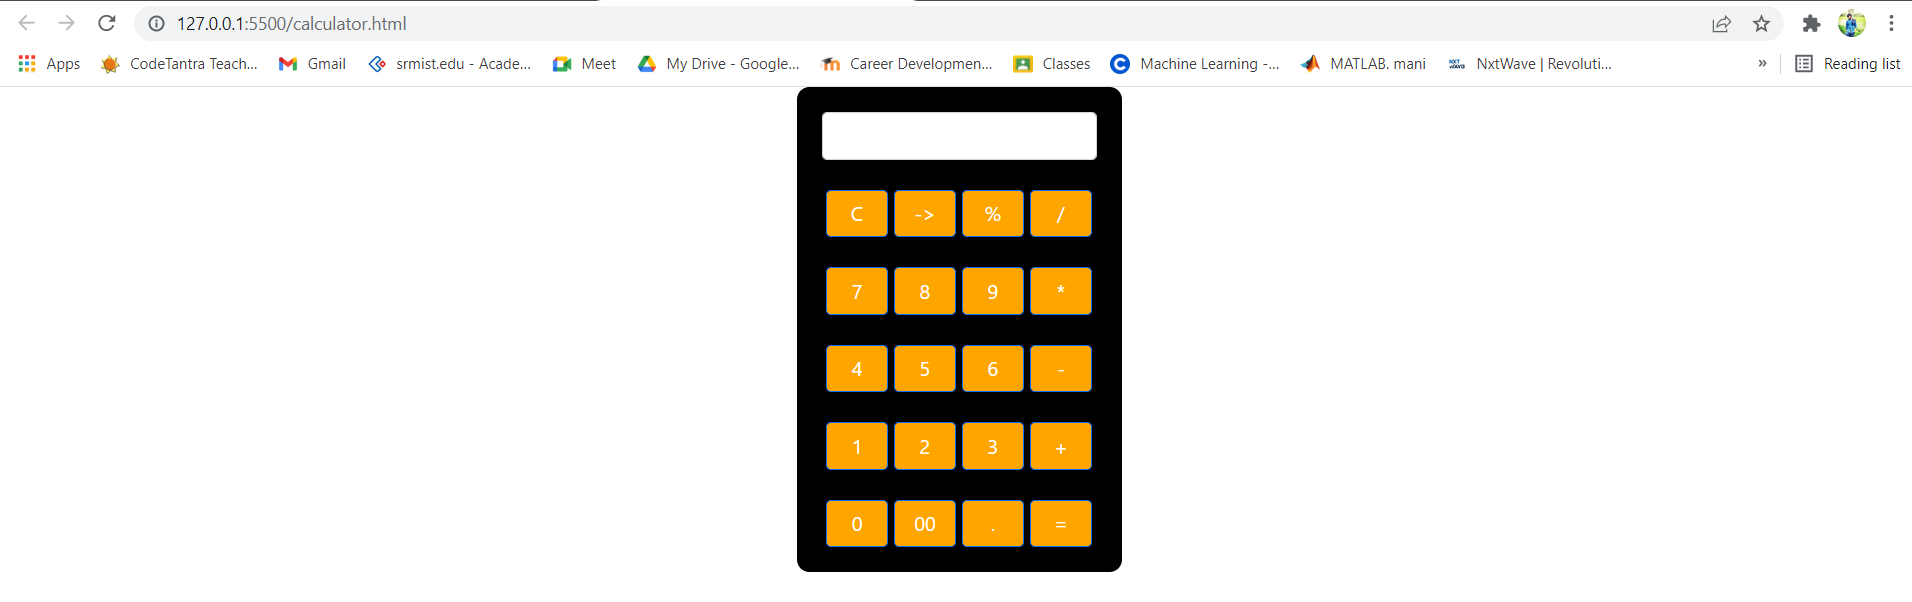 127.0.0.1:5500/calculator.html
Apps CodeTantra Teach... Gmail srmist.edu - Acade... Meet My Drive - Google... Career Developmen... Classes Machine Learning -... MATLAB. mani NXT WAVE NxtWave | Revoluti... » Reading list
C -> % /
7 8 9 *
4 5 6 -
1 2 3 +
0 00 . =